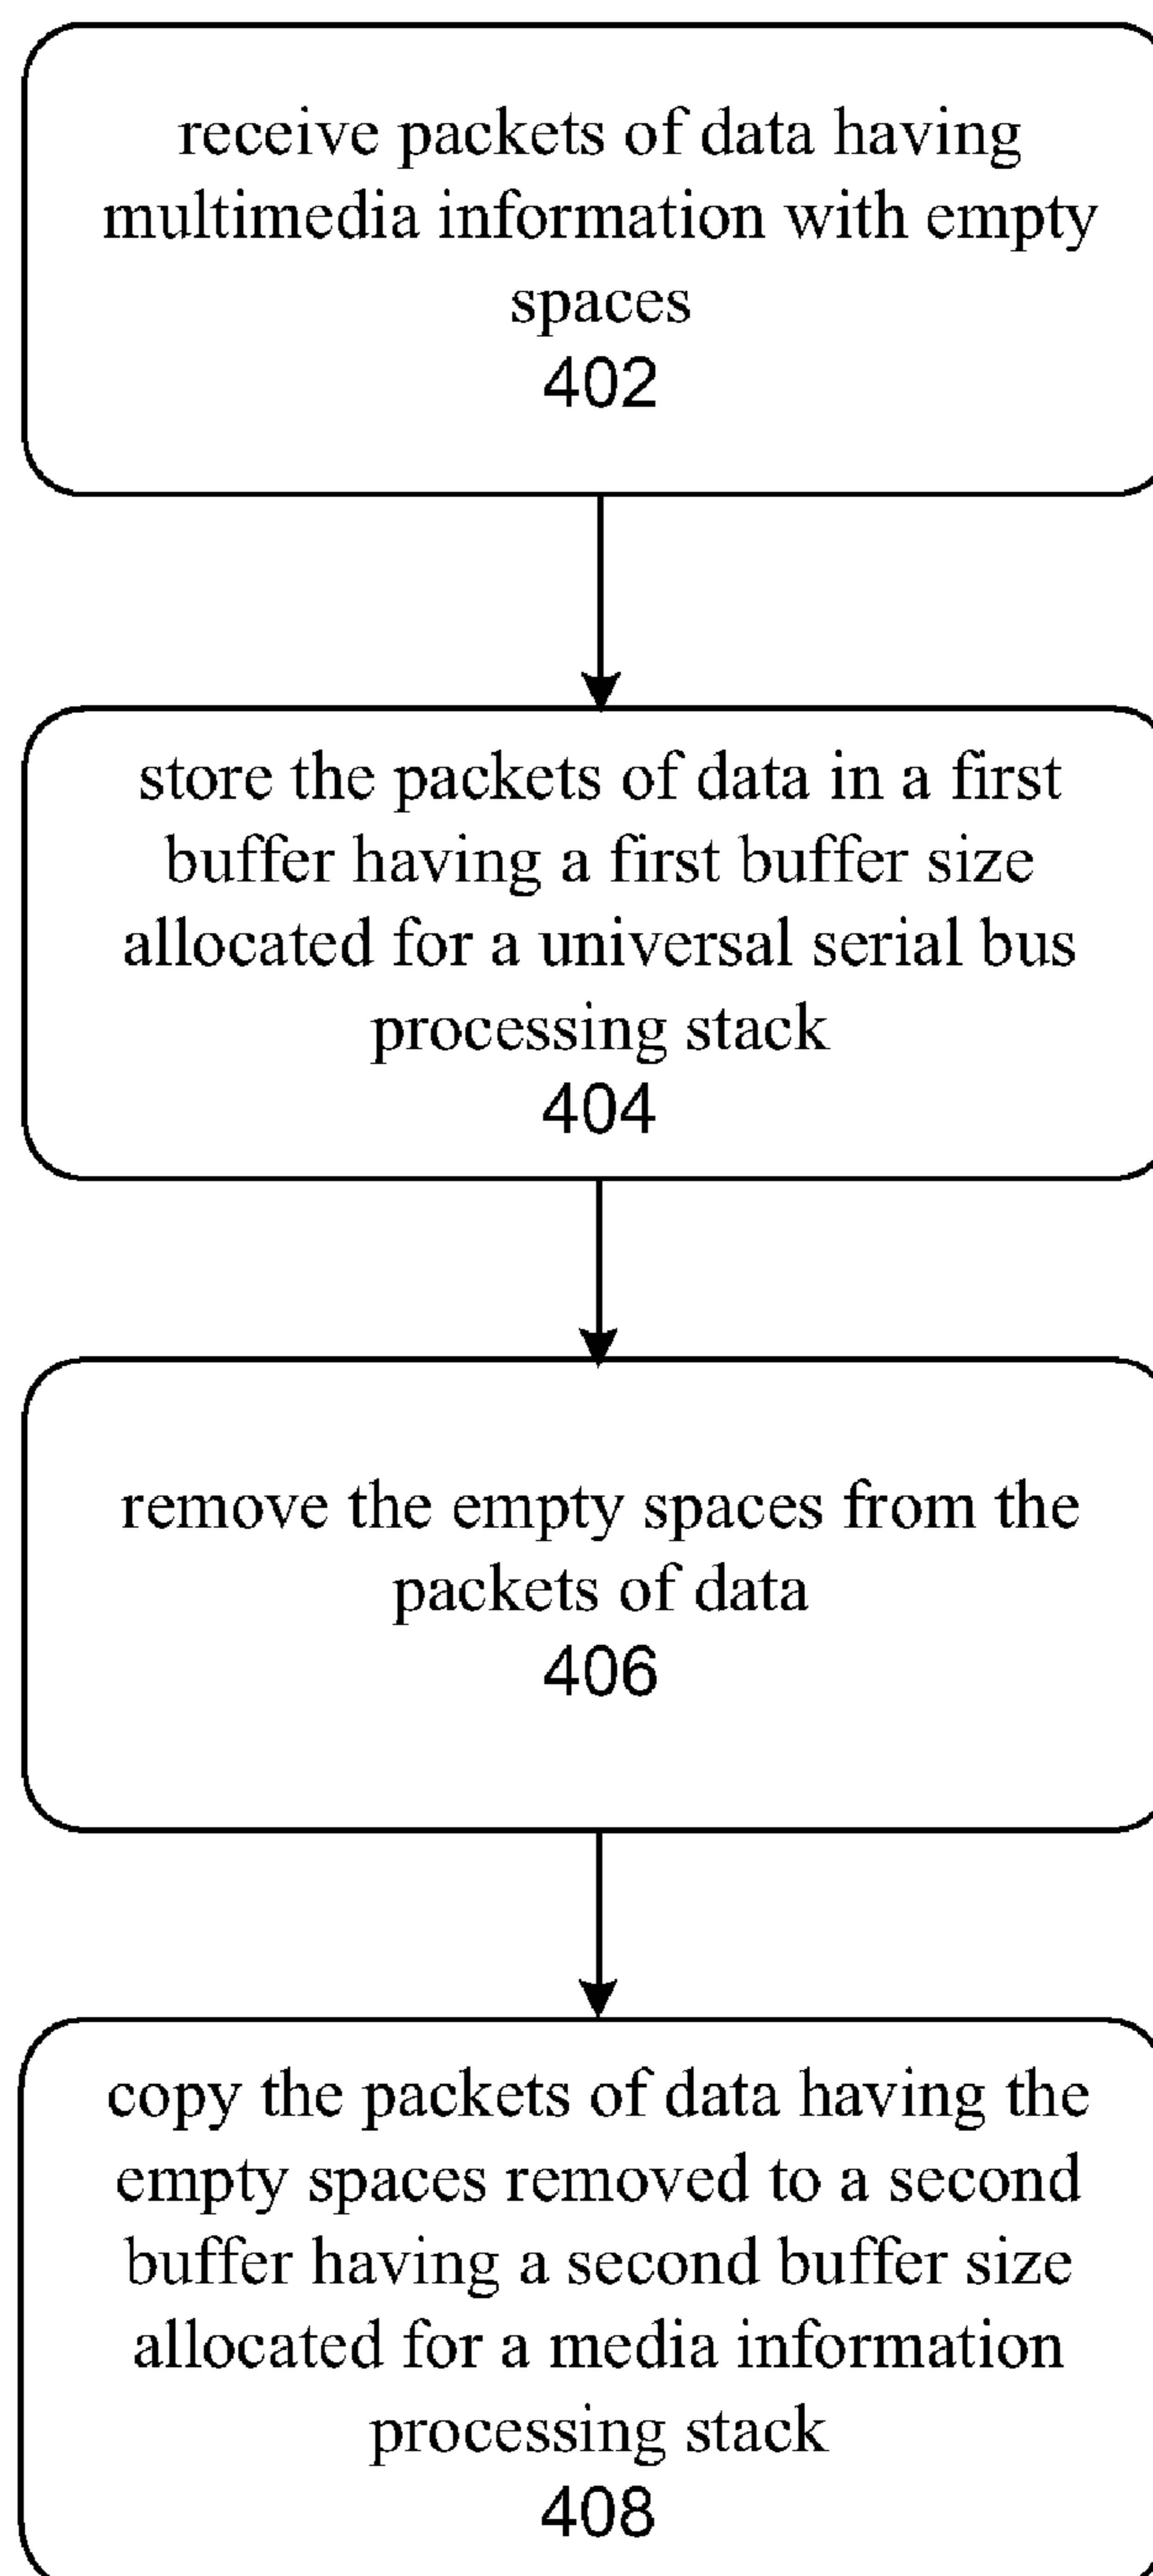 receive packets of data having
multimedia information with empty
spaces
402
store the packets of data in a first
buffer having a first buffer size
allocated for a universal serial bus
processing stack
404
remove the empty spaces from the
packets of data
406
copy the packets of data having the
empty spaces removed to a second
buffer having a second buffer size
allocated for a media information
processing stack
408